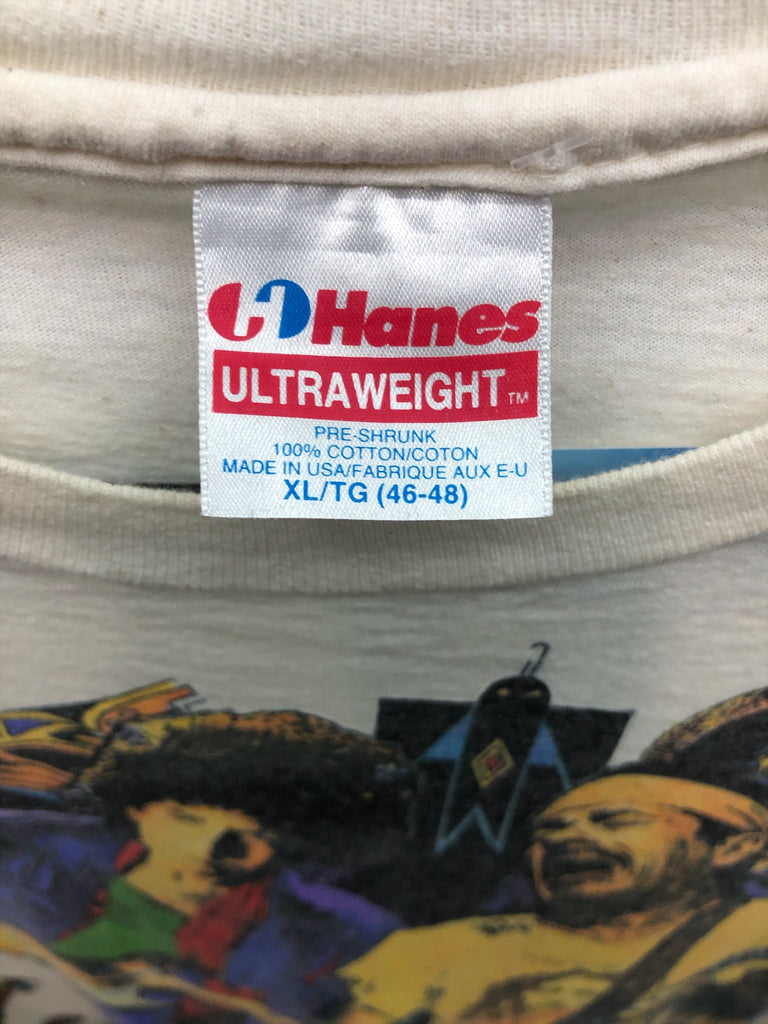 Hanes
ULTRAWEIGHT™
PRE-SHRUNK
100% COTTON/COTON
MADE IN USA/FABRIQUE AUX E-U
XL/TG (46-48)